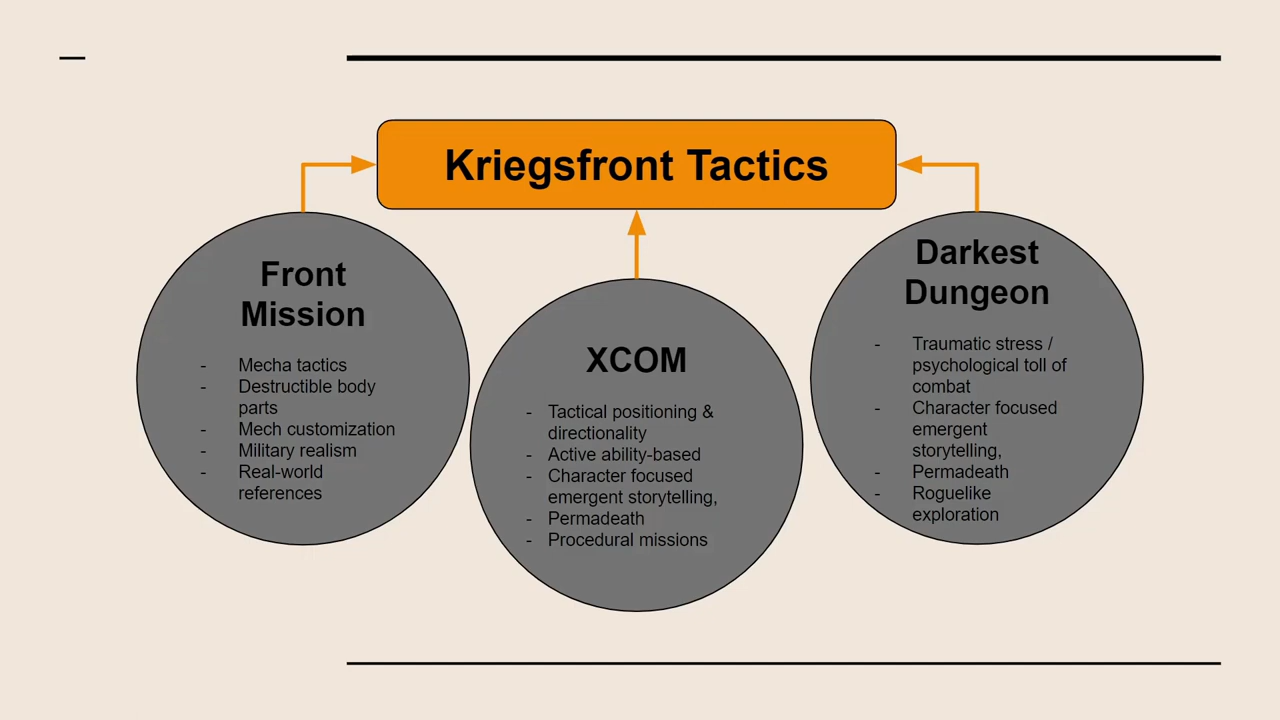 Kriegsfront Tactics
Front
Mission
- Mecha tactics
- Destructible body
parts
- Mech customization
- Military realism
- Real-world
references
XCOM
- Tactical positioning &
directionality
- Active ability-based
- Character focused
emergent storytelling,
- Permadeath
- Procedural missions
Darkest
Dungeon
- Traumatic stress /
psychological toll of
combat
- Character focused
emergent
storytelling,
- Permadeath
- Roguelike
exploration